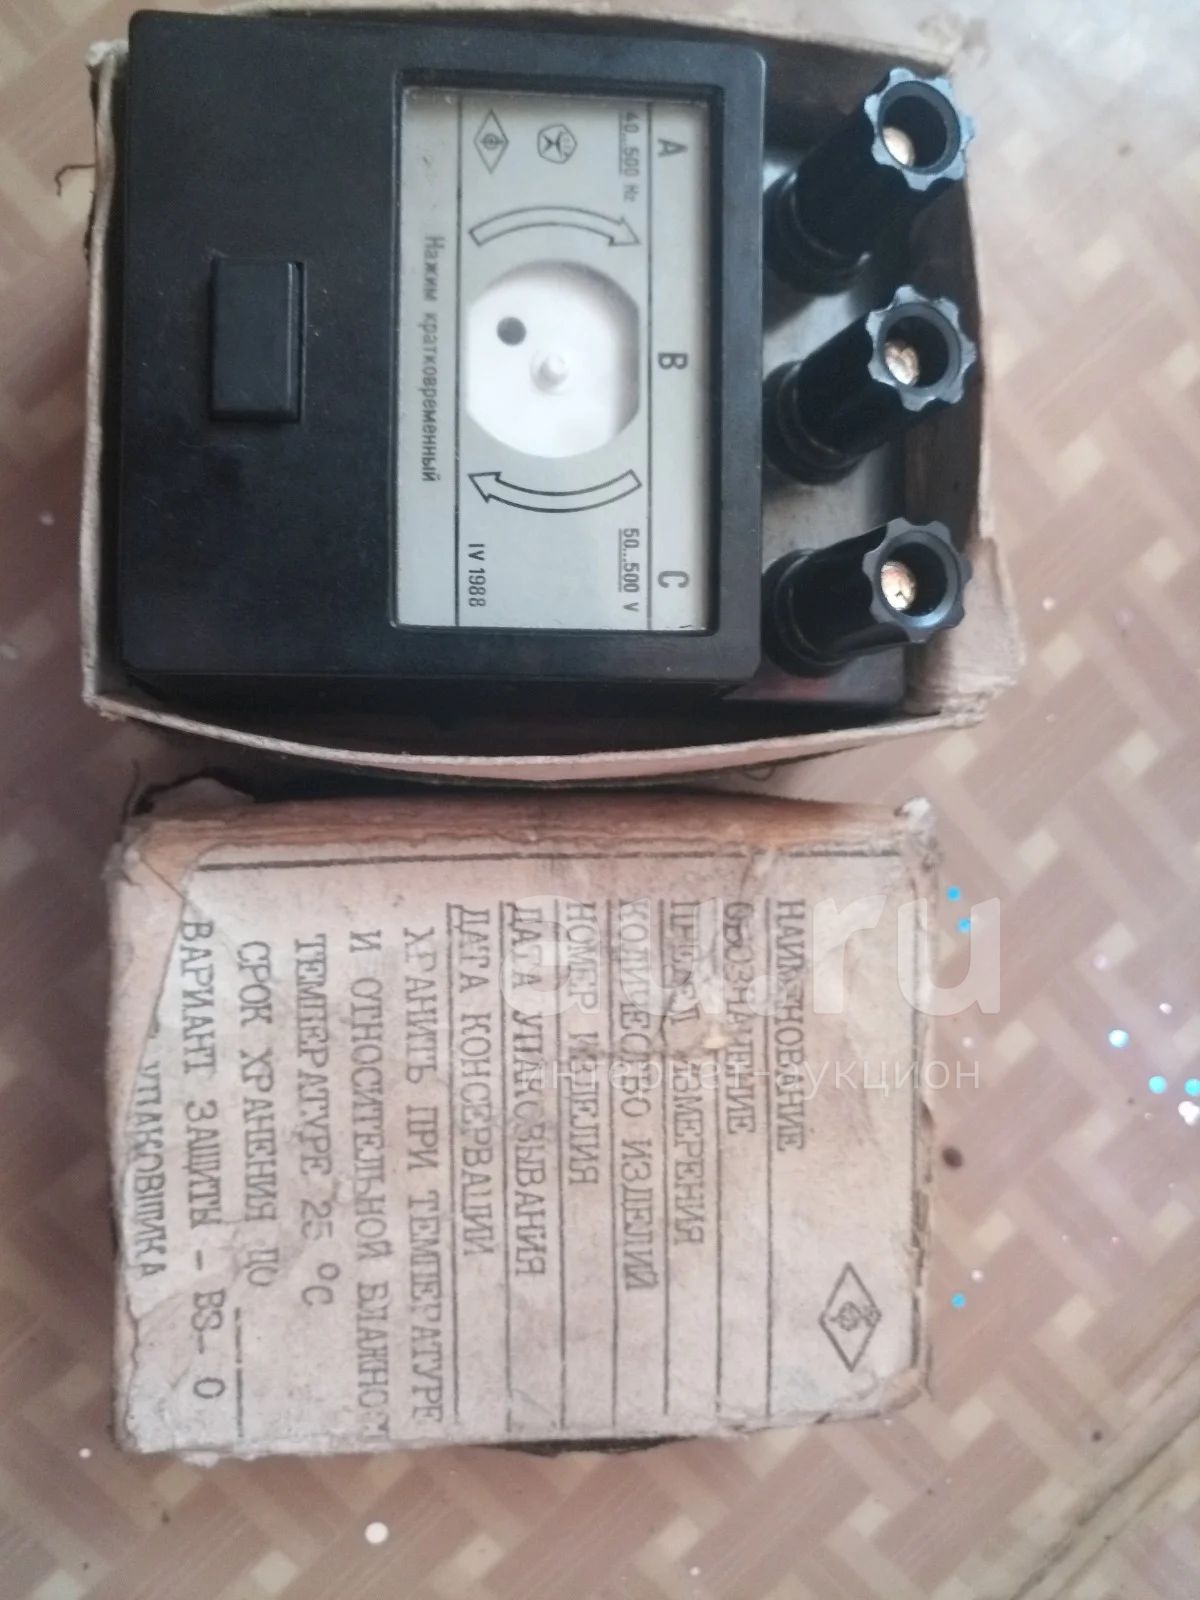 A B C
40...500 Hz
50...500 V
Нажим кратковременный
IV 1988
НАИМЕНОВАНИЕ
ОБОЗНАЧЕНИЕ
ПРЕДЕЛ ИЗМЕРЕНИЯ
КОЛИЧЕСТВО ИЗДЕЛИЙ
НОМЕР ИЗДЕЛИЯ
ДАТА УПАКОВЫВАНИЯ
ДАТА КОНСЕРВАЦИИ
ХРАНИТЬ ПРИ ТЕМПЕРАТУРЕ
И ОТНОСИТЕЛЬНОЙ ВЛАЖНОС
ТЕМПЕРАТУРЕ 25 °С
СРОК ХРАНЕНИЯ ДО
ВАРИАНТ ЗАЩИТЫ - ВЗ- 0
УПАКОВЩИКА
au.ru
интернет-аукцион